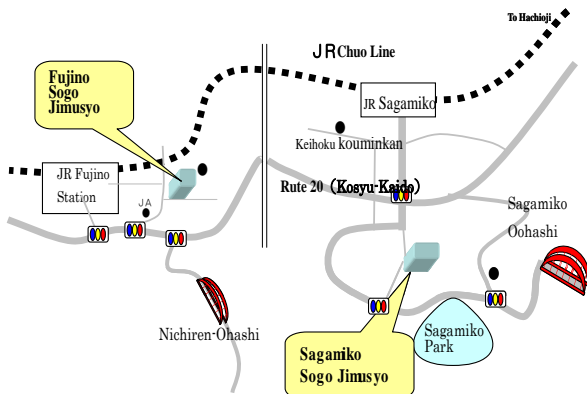 To Hachioji
JR Chuo Line
Fujino
Sogo
Jimusyo
JR Sagamiko
Keihoku kouminkan
JR Fujino
Station
Rute 20 (Kosyu-Kaido)
JA
Sagamiko
Oohashi
Nichiren-Ohashi
Sagamiko
Park
Sagamiko
Sogo Jimusyo